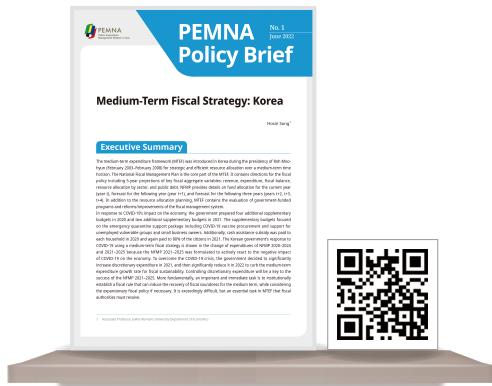 PEMNA
Public Expenditure
Management Network in Asia
PEMNA
Policy Brief
No. 1
June 2022
Medium-Term Fiscal Strategy: Korea
Hosin Song¹
Executive Summary
The medium-term expenditure framework (MTEF) was introduced in Korea during the presidency of Roh Moo-
hyun (February 2003–February 2008) for strategic and efficient resource allocation over a medium-term time
horizon. The National Fiscal Management Plan is the core part of the MTEF. It contains directions for the fiscal
policy including 5-year projections of key fiscal aggregate variables: revenue, expenditure, fiscal balance,
resource allocation by sector, and public debt. NFMP provides details on fund allocation for the current year
(year t), forecast for the following year (year t+1), and forecast for the following three years (years t+2, t+3,
t+4). In addition to the resource allocation planning, MTEF contains the evaluation of government-funded
programs and reforms/improvements of the fiscal management system.
In response to COVID-19's impact on the economy, the government prepared four additional supplementary
budgets in 2020 and two additional supplementary budgets in 2021. The supplementary budgets focused
on the emergency quarantine support package including COVID-19 vaccine procurement and support for
unemployed vulnerable groups and small business owners. Additionally, cash assistance subsidy was paid to
each household in 2020 and again paid to 80% of the citizens in 2021. The Korean government's response to
COVID-19 using a medium-term fiscal strategy is shown in the change of expenditures of NFMP 2020–2024
and 2021–2025 because the NFMP 2021–2025 was formulated to actively react to the negative impact
of COVID-19 on the economy. To overcome the COVID-19 crisis, the government decided to significantly
increase discretionary expenditure in 2021, and then significantly reduce it in 2022 to curb the medium-term
expenditure growth rate for fiscal sustainability. Controlling discretionary expenditure will be a key to the
success of the NFMP 2021–2025. More fundamentally, an important and immediate task is to institutionally
establish a fiscal rule that can induce the recovery of fiscal soundness for the medium term, while considering
the expansionary fiscal policy if necessary. It is exceedingly difficult, but an essential task in MTEF that fiscal
authorities must resolve.
1 Associate Professor, Women's University Department of Economics